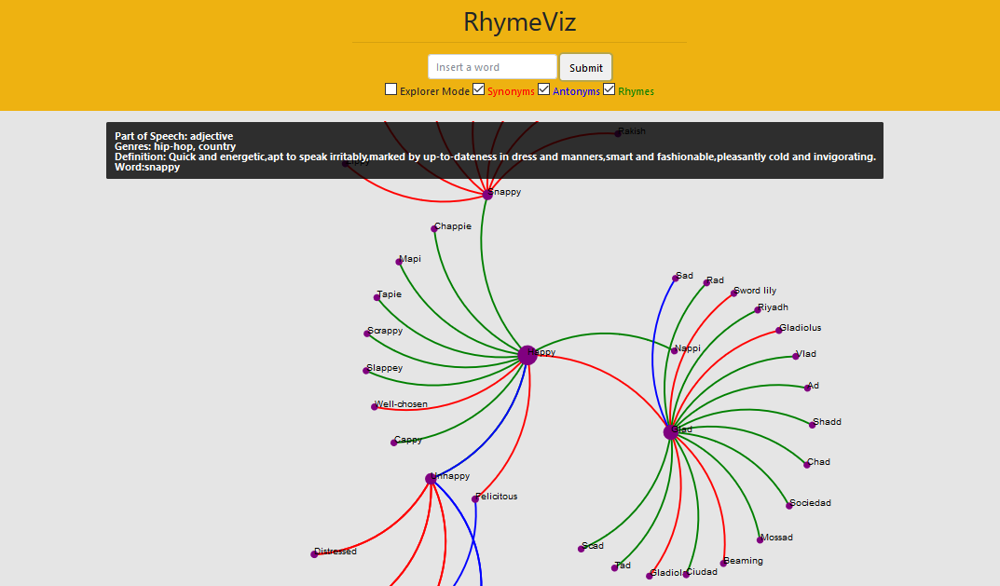 RhymeViz
Insert a word
Submit
Explorer Mode Synonyms Antonyms Rhymes
Part of Speech: adjective
Genres: hip-hop, country
Definition: Quick and energetic,apt to speak irritably,marked by up-to-dateness in dress and manners,smart and fashionable,pleasantly cold and invigorating.
Word:snappy
Rakish
Snappy
Chappie
Mapi
Tapie
Scrappy
Slappey
Well-chosen
Cappy
Happy
Nappi
Sad
Rad
Sword lily
Riyadh
Gladiolus
Vlad
Ad
Shadd
Chad
Sociedad
Mossad
Beaming
Ciudad
Gladiol
Tad
Scad
Glad
Unhappy
Felicitous
Distressed